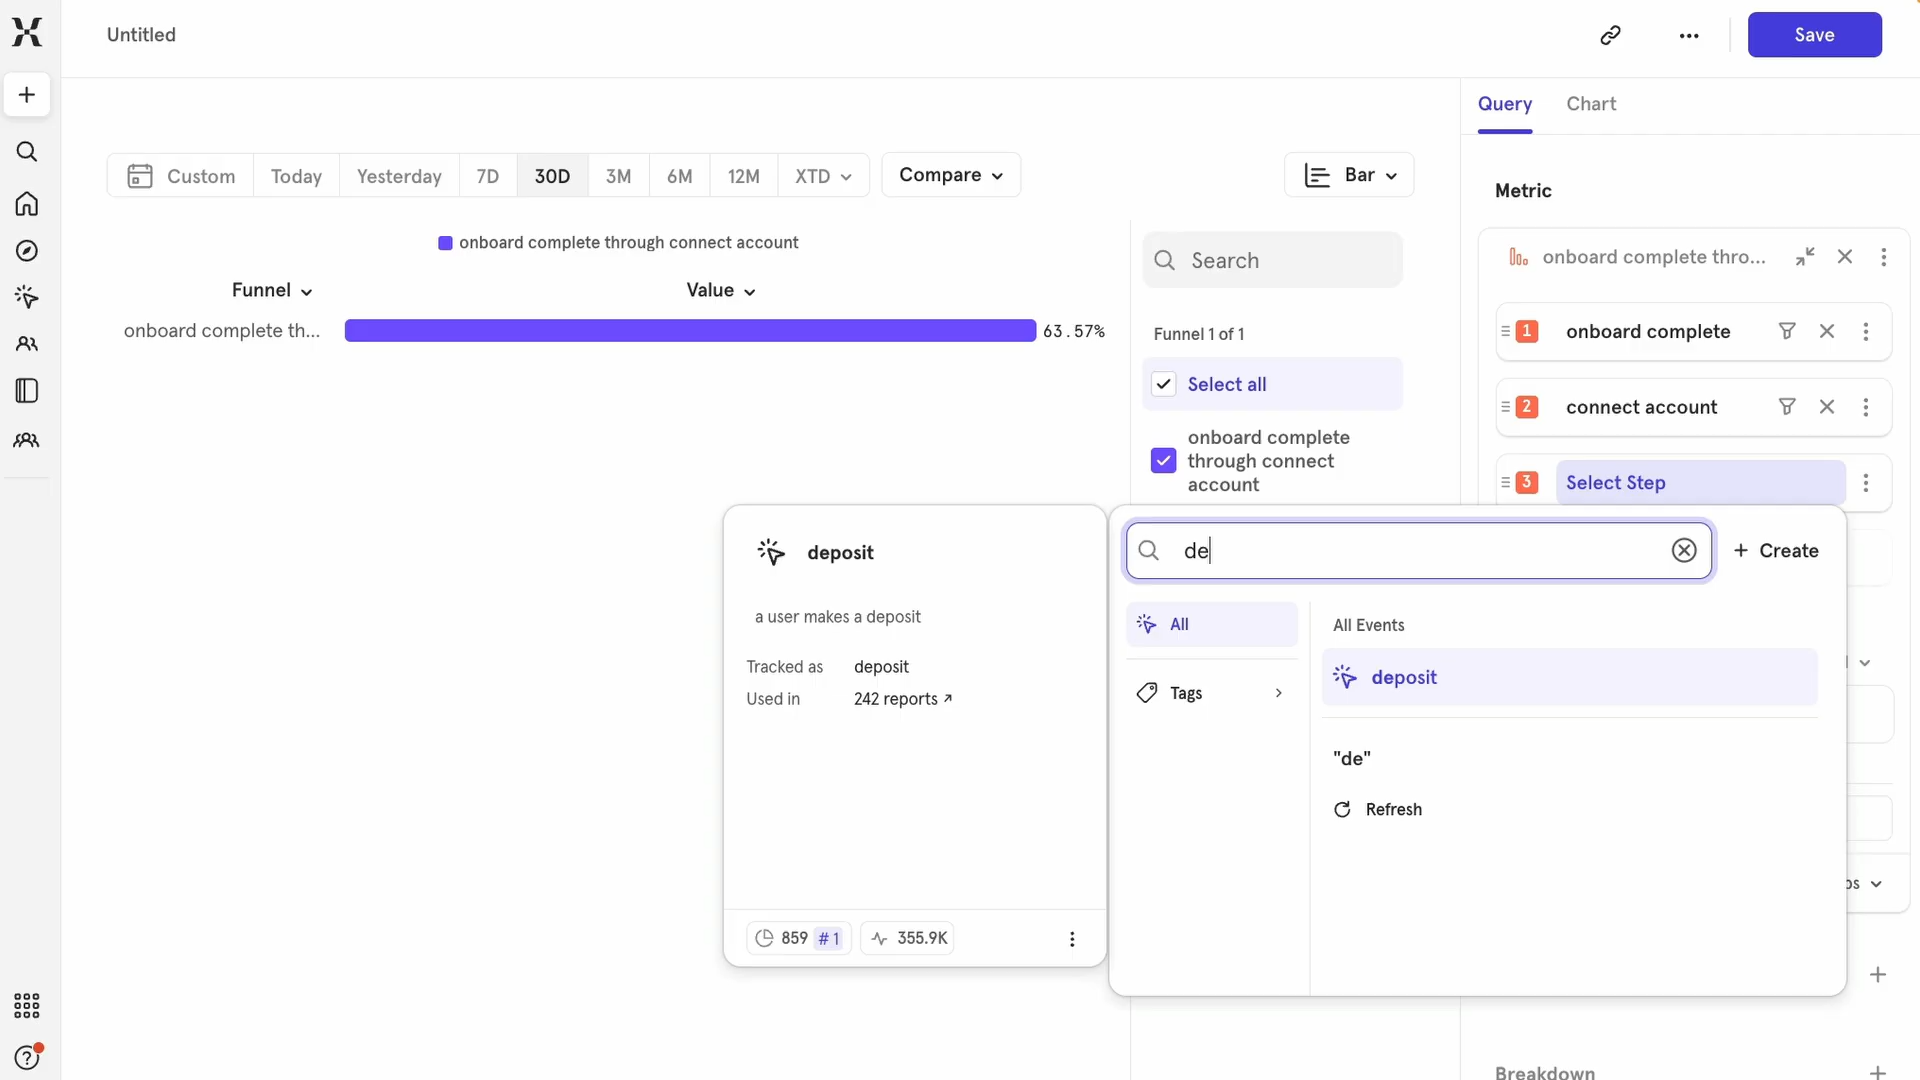 Untitled
Save
Query
Chart
Custom
Today
Yesterday
7D
30D
3M
6M
12M
XTD
Compare
Bar
Metric
onboard complete through connect account
Search
onboard complete thro...
Funnel
Value
onboard complete th...
63.57%
Funnel 1 of 1
1
onboard complete
Select all
2
connect account
onboard complete
through connect
account
3
Select Step
deposit
de
Create
a user makes a deposit
All
All Events
Tracked as
deposit
deposit
Used in
242 reports
Tags
"de"
Refresh
859
#1
355.9K
Breakdown